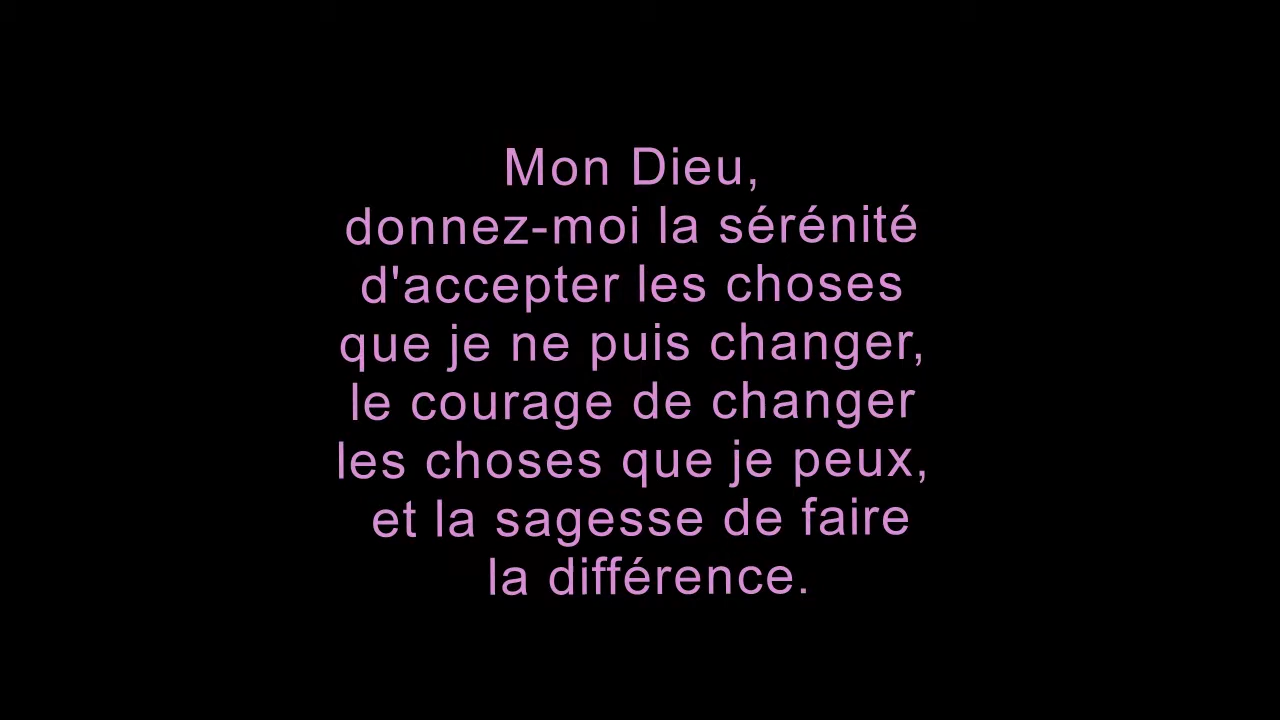 Mon Dieu,
donnez-moi la sérénité
d'accepter les choses
que je ne puis changer,
le courage de changer
les choses que je peux,
et la sagesse de faire
la différence.